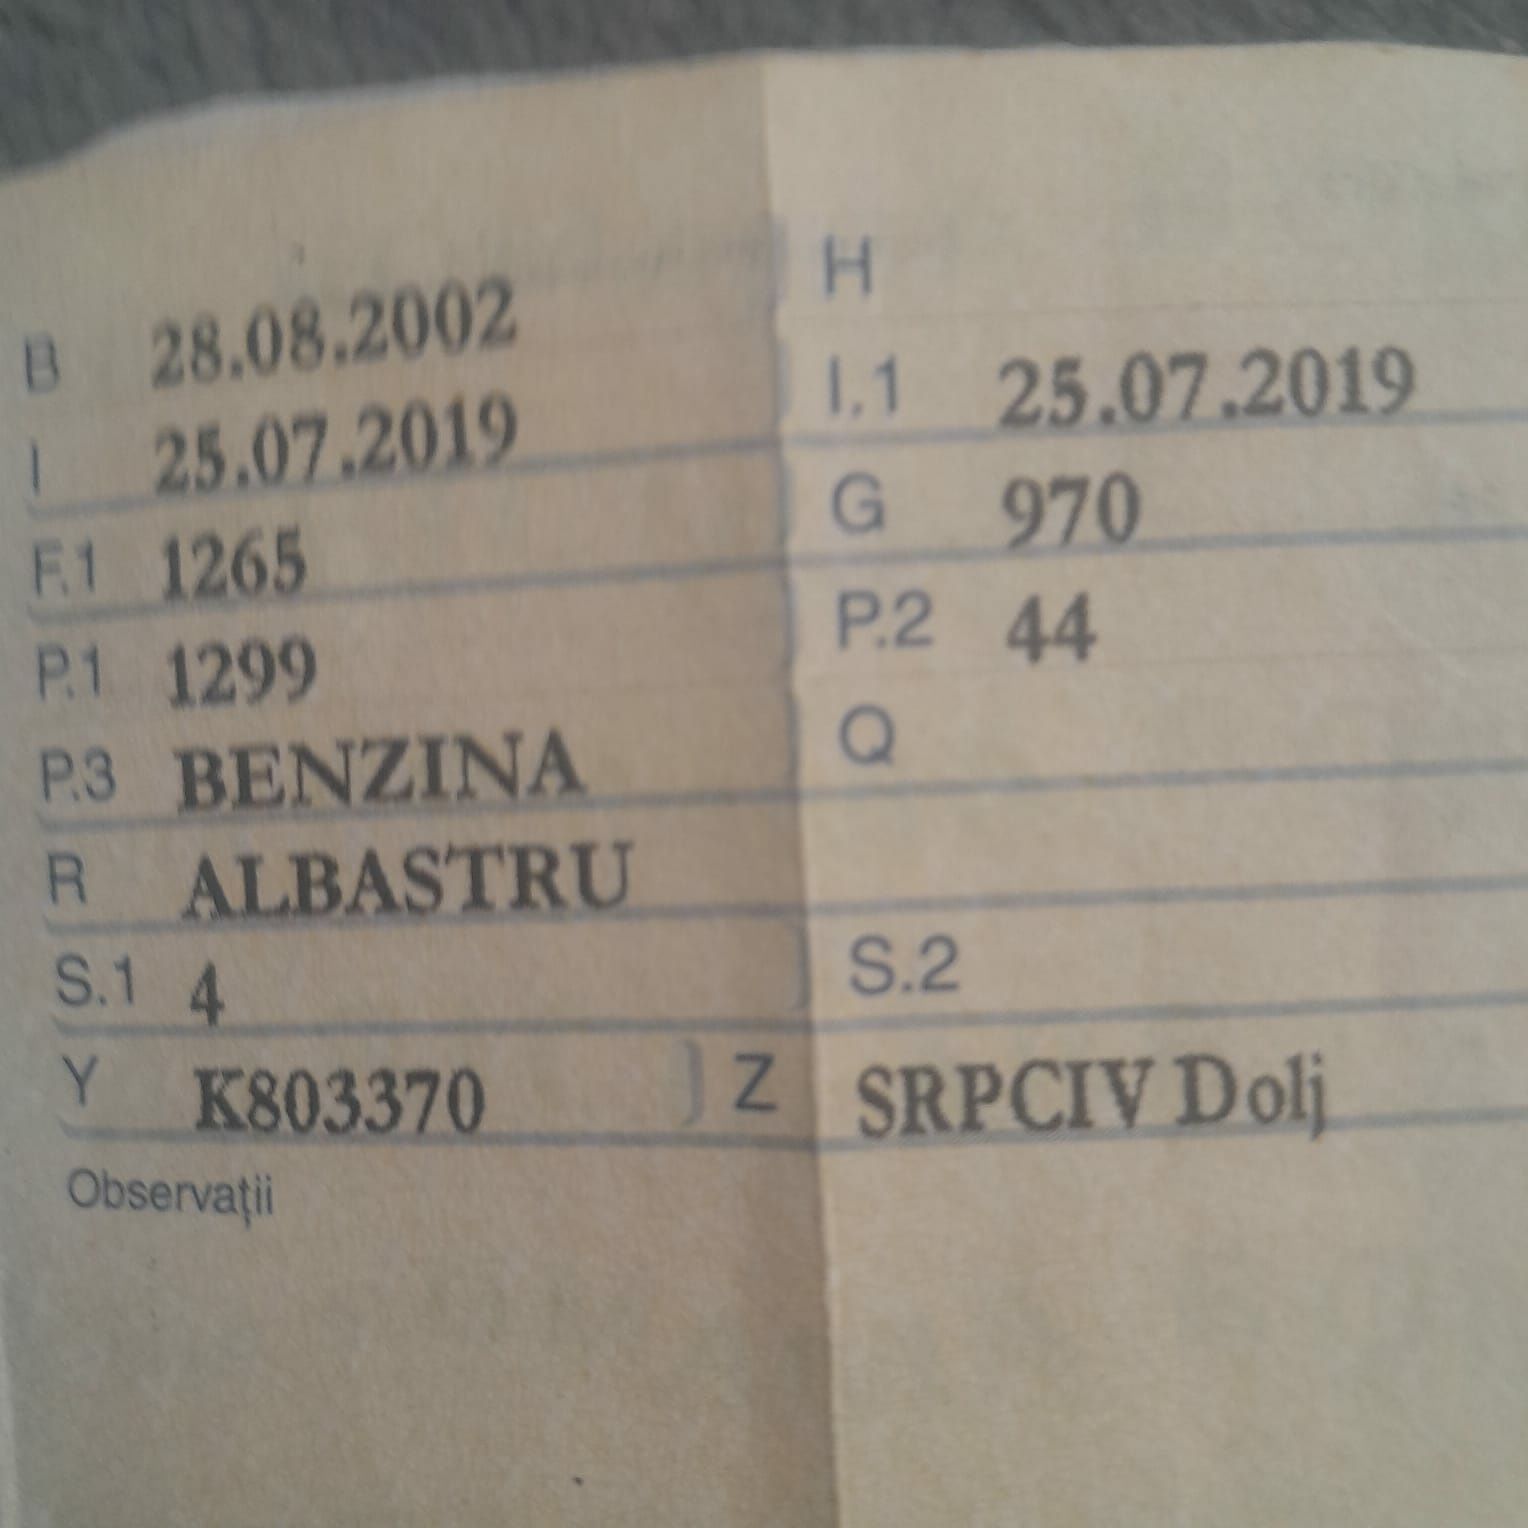 H
B 28.08.2002
I.1 25.07.2019
I 25.07.2019
G 970
F.1 1265
P.2 44
P.1 1299
Q
P.3 BENZINA
R ALBASTRU
S.1 4
S.2
Y K803370
Z SRPCIV Dolj
Observații